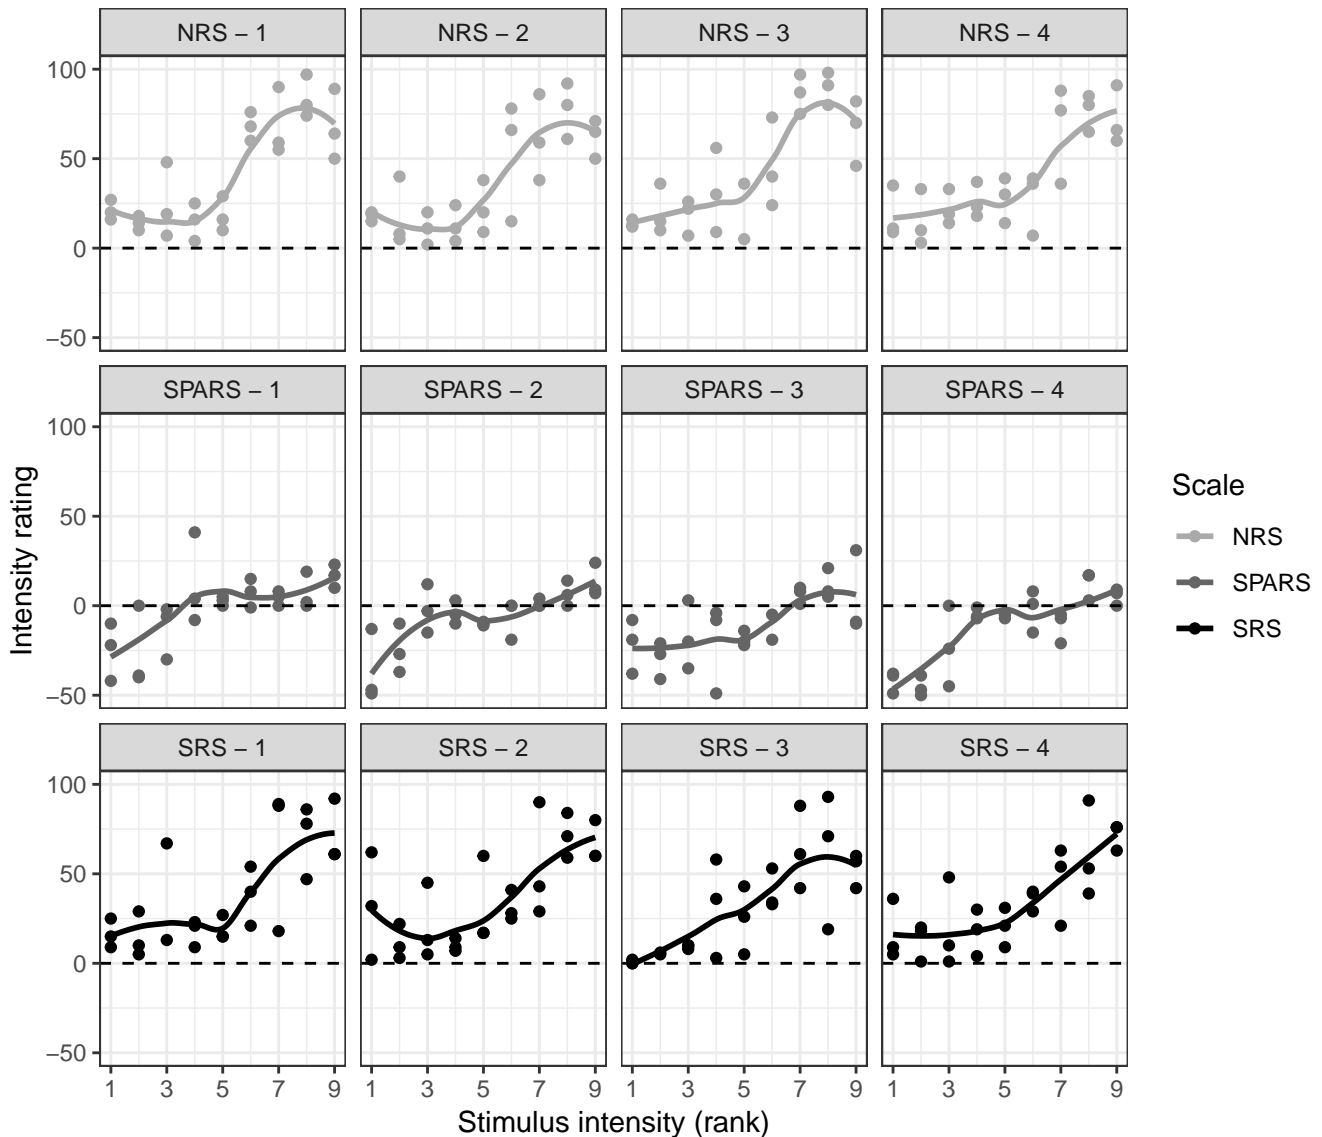 NRS – 1 NRS – 2 NRS – 3 NRS – 4
100
50
0
−50
SPARS – 1 SPARS – 2 SPARS – 3 SPARS – 4
100
50
0
−50
SRS – 1 SRS – 2 SRS – 3 SRS – 4
100
50
0
−50
1 3 5 7 9 1 3 5 7 9 1 3 5 7 9 1 3 5 7 9
Stimulus intensity (rank)
Intensity rating
Scale
NRS
SPARS
SRS